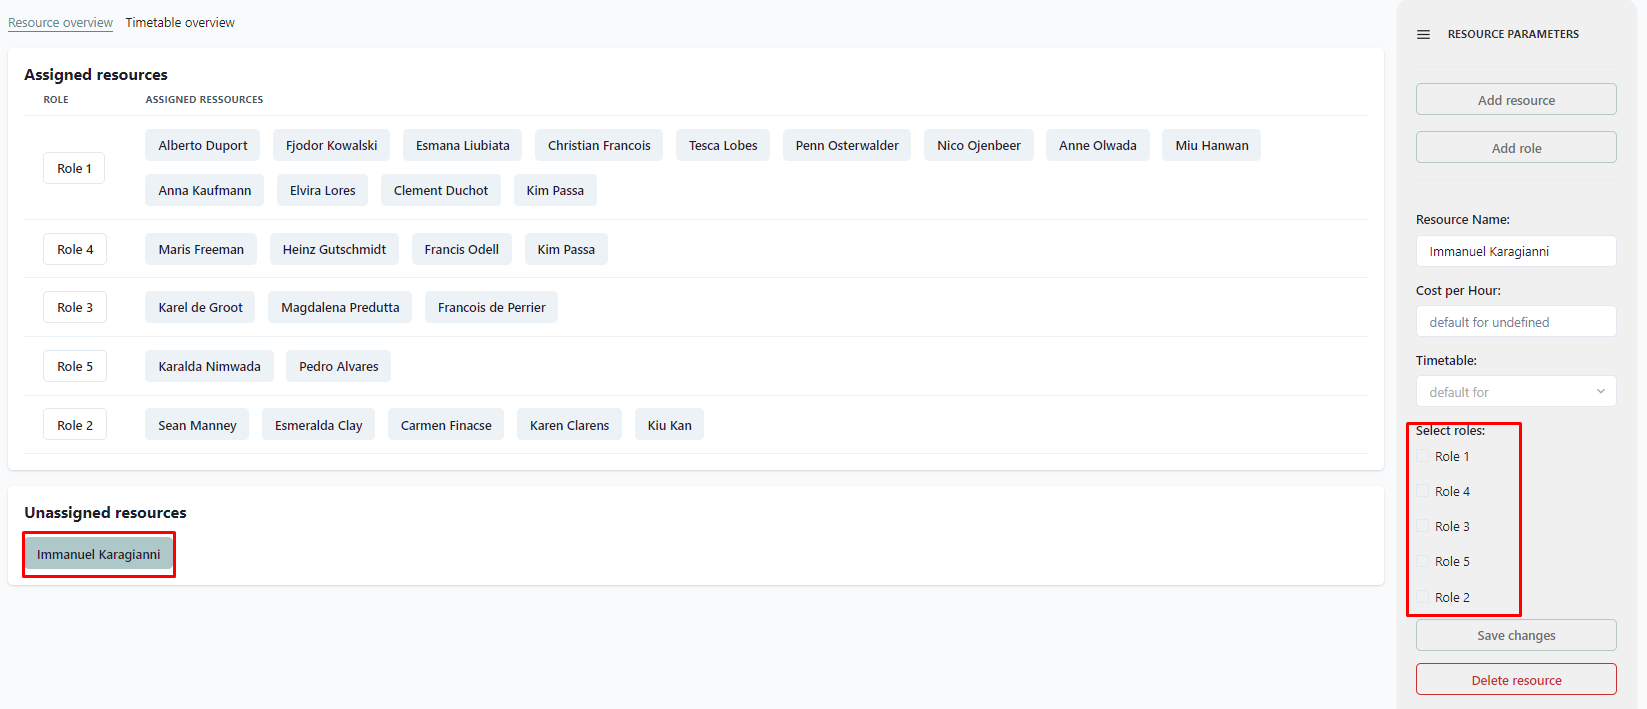 Resource overview Timetable overview
Assigned resources
ROLE ASSIGNED RESSOURCES
Role 1
Alberto Duport Fjodor Kowalski Esmana Liubiata Christian Francois Tesca Lobes Penn Osterwalder Nico Ojenbeer Anne Olwada Miu Hanwan
Anna Kaufmann Elvira Lores Clement Duchot Kim Passa
Role 4 Maris Freeman Heinz Gutschmidt Francis Odell Kim Passa
Role 3 Karel de Groot Magdalena Predutta Francois de Perrier
Role 5 Karalda Nimwada Pedro Alvares
Role 2 Sean Manney Esmeralda Clay Carmen Finacse Karen Clarens Kiu Kan
Unassigned resources
Immanuel Karagianni
RESOURCE PARAMETERS
Add resource
Add role
Resource Name:
Immanuel Karagianni
Cost per Hour:
default for undefined
Timetable:
default for
Select roles:
Role 1
Role 4
Role 3
Role 5
Role 2
Save changes
Delete resource